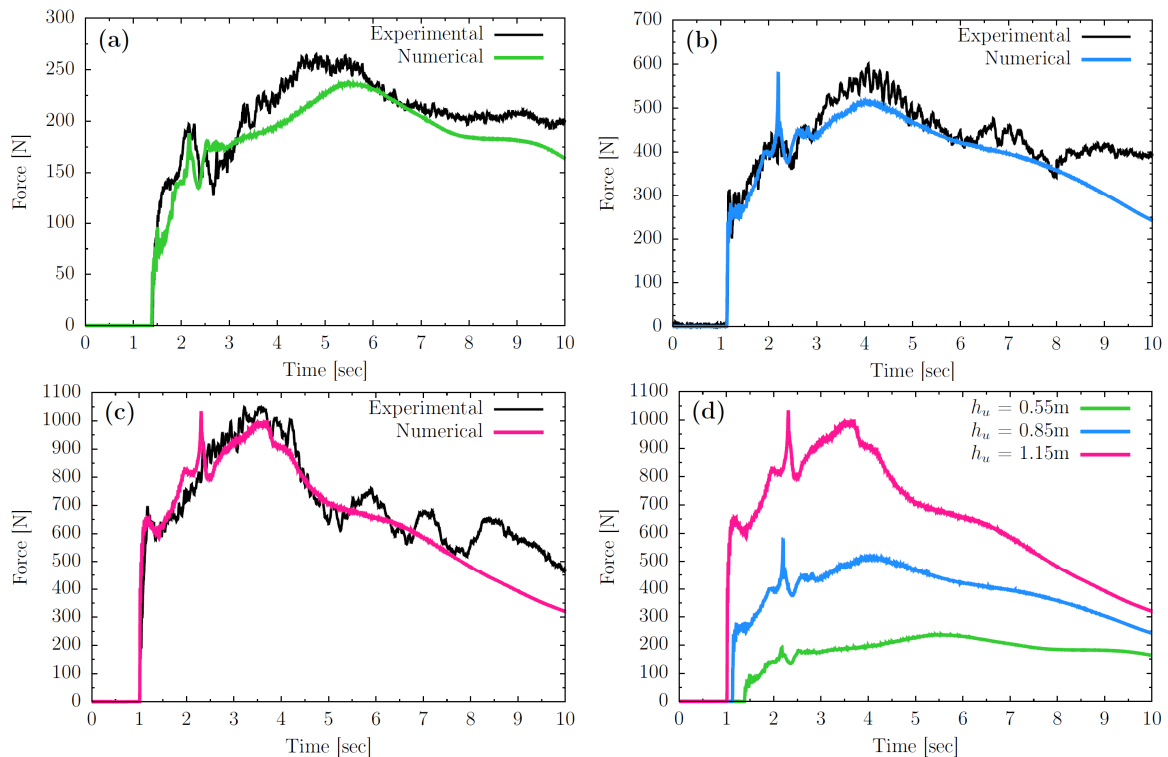 (a)
Experimental
Numerical
300
250
200
150
100
50
0
Force [N]
0 1 2 3 4 5 6 7 8 9 10
Time [sec]
(b)
Experimental
Numerical
700
600
500
400
300
200
100
0
Force [N]
0 1 2 3 4 5 6 7 8 9 10
Time [sec]
(c)
Experimental
Numerical
1100
1000
900
800
700
600
500
400
300
200
100
0
Force [N]
0 1 2 3 4 5 6 7 8 9 10
Time [sec]
(d)
h_u = 0.55m
h_u = 0.85m
h_u = 1.15m
1100
1000
900
800
700
600
500
400
300
200
100
0
Force [N]
0 1 2 3 4 5 6 7 8 9 10
Time [sec]